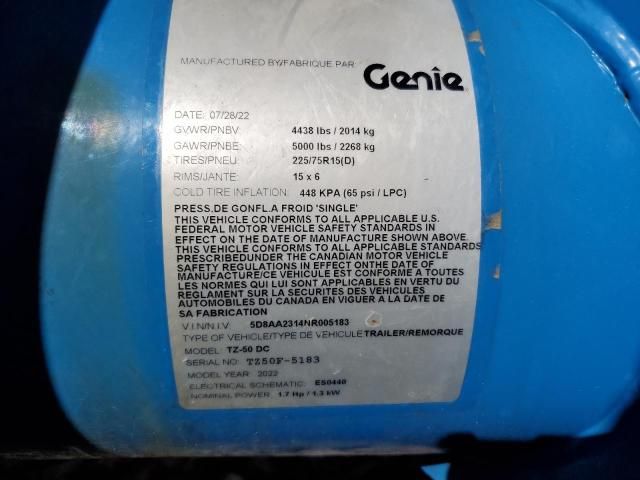 MANUFACTURED BY/FABRIQUE PAR Genie
DATE: 07/28/22
GVWR/PNBV: 4438 lbs / 2014 kg
GAWR/PNBE: 5000 lbs / 2268 kg
TIRES/PNEU: 225/75R15(D)
RIMS/JANTE: 15 x 6
COLD TIRE INFLATION: 448 KPA (65 psi / LPC)
PRESS.DE GONFL.A FROID 'SINGLE'
THIS VEHICLE CONFORMS TO ALL APPLICABLE U.S.
FEDERAL MOTOR VEHICLE SAFETY STANDARDS IN
EFFECT ON THE DATE OF MANUFACTURE SHOWN ABOVE
THIS VEHICLE CONFORMS TO ALL APPLICABLE STANDARDS
PRESCRIBEDUNDER THE CANADIAN MOTOR VEHICLE
SAFETY REGULATIONS IN EFFECT ON the DATE OF
MANUFACTURE/CE VEHICULE EST CONFORME A TOUTES
LES NORMES QUI LUI SONT APPLICABLES EN VERTU DU
REGLAMENT SUR LA SECURITES DES VEHICULES
AUTOMOBILES DU CANADA EN VIGUER A LA DATE DE
SA FABRICATION
V.I.N/N.I.V. 5D8AA2314NR005183
TYPE OF VEHICLE/TYPE DE VEHICULE TRAILER/REMORQUE
MODEL: TZ-50 DC
SERIAL NO: TZ50F-5183
MODEL YEAR: 2022
ELECTRICAL SCHEMATIC: ES0440
NOMINAL POWER: 1.7 Hp / 1.3 kW